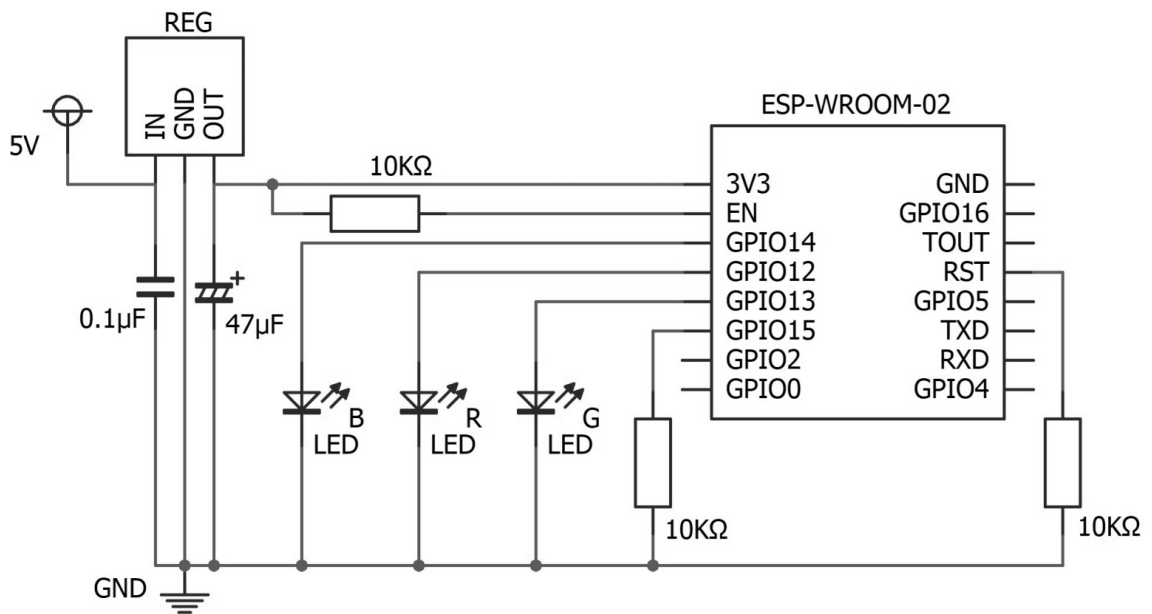 REG
IN
GND
OUT
5V
ESP-WROOM-02
10KΩ
3V3
EN
GPIO14
GPIO12
GPIO13
GPIO15
GPIO2
GPIO0
GND
GPIO16
TOUT
RST
GPIO5
TXD
RXD
GPIO4
0.1μF
+
47μF
B
LED
R
LED
G
LED
10KΩ
10KΩ
GND